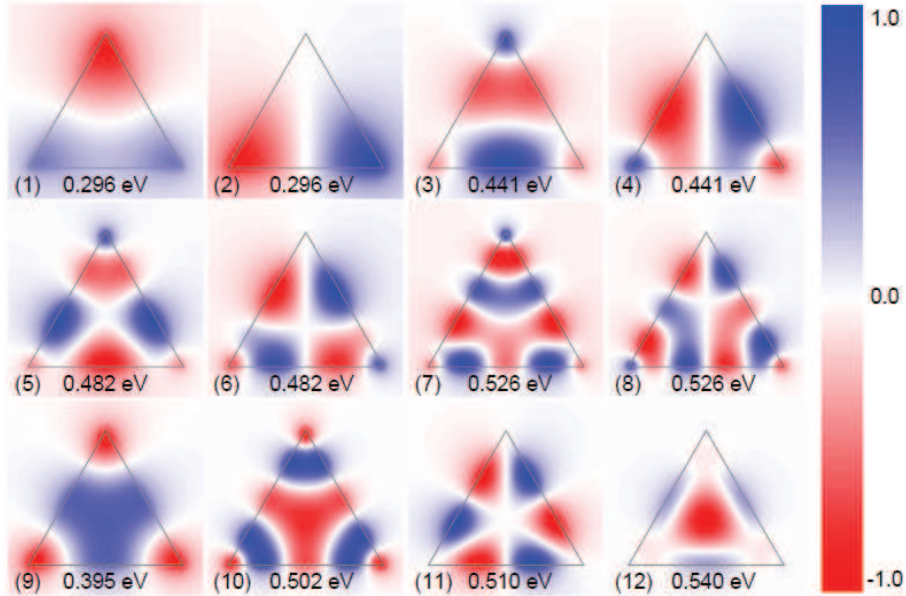 1.0
(1) 0.296 eV
(2) 0.296 eV
(3) 0.441 eV
(4) 0.441 eV
0.0
(5) 0.482 eV
(6) 0.482 eV
(7) 0.526 eV
(8) 0.526 eV
(9) 0.395 eV
(10) 0.502 eV
(11) 0.510 eV
(12) 0.540 eV
-1.0